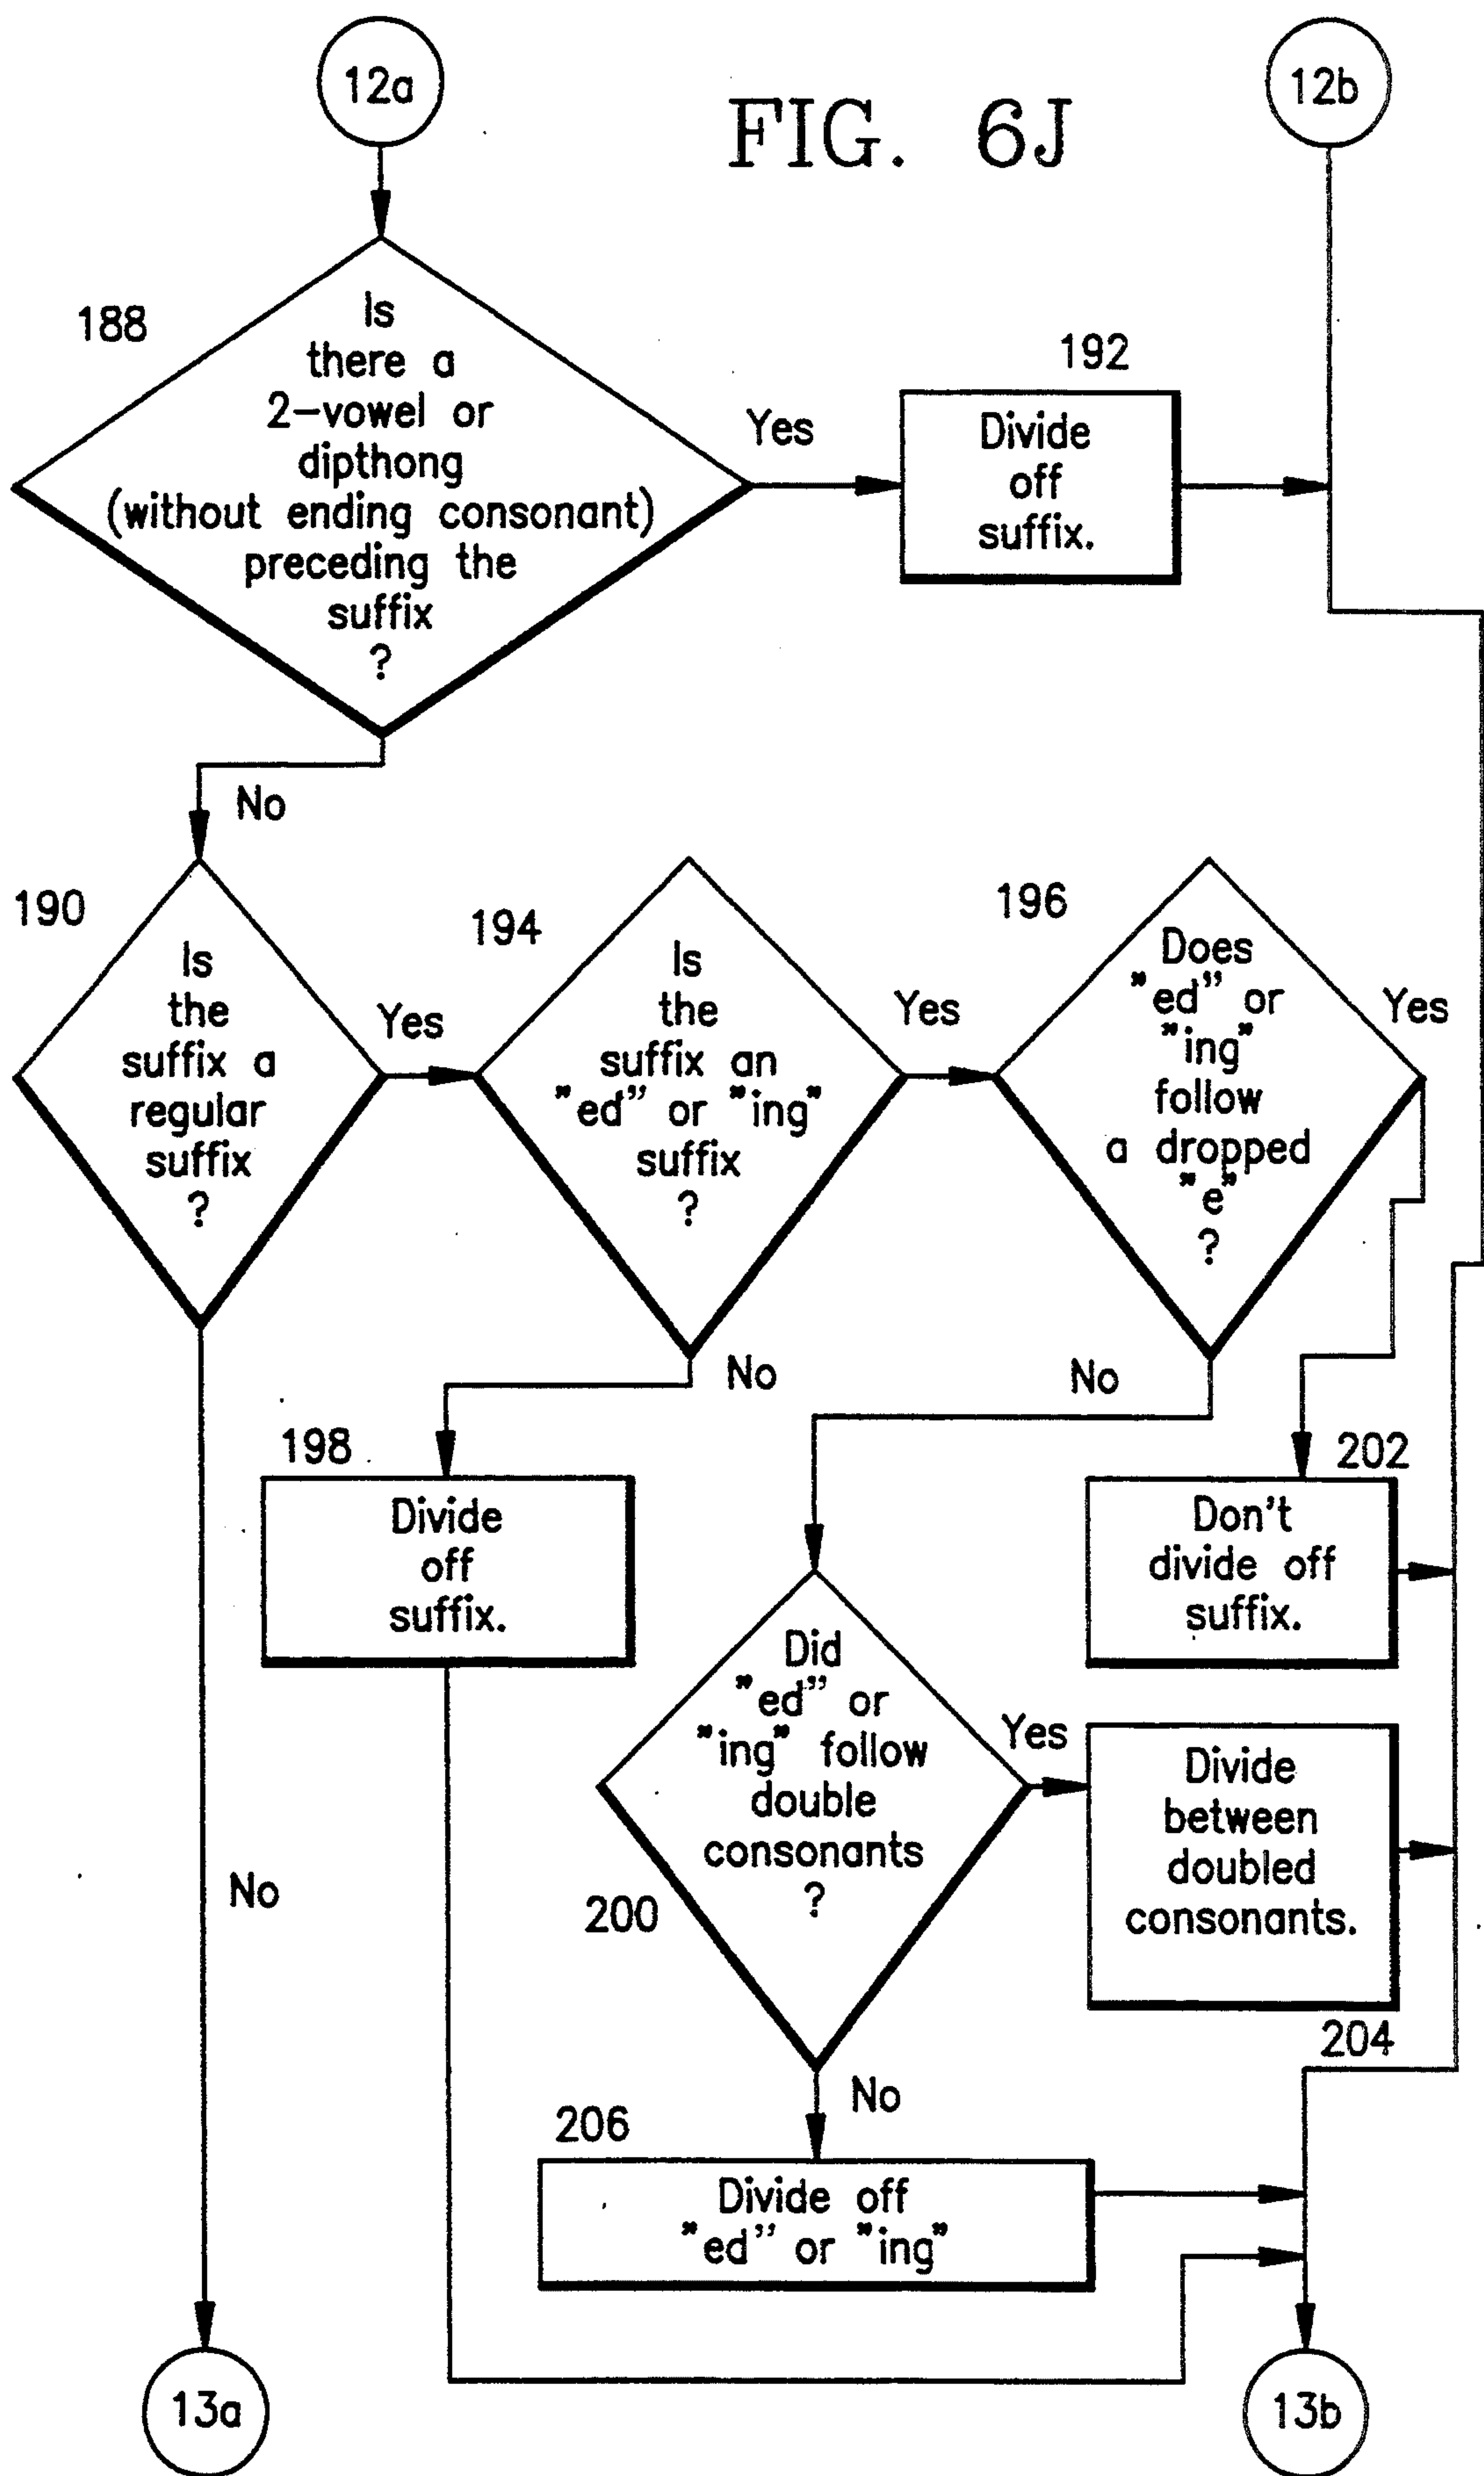 12a
FIG. 6J
12b
188
Is
there a
2-vowel or
dipthong
(without ending consonant)
preceding the
suffix
?
Yes
192
Divide
off
suffix.
No
190
Is
the
suffix a
regular
suffix
?
Yes
194
Is
the
suffix an
"ed" or "ing"
suffix
?
Yes
196
Does
"ed" or
"ing"
follow
a dropped
"e"
?
Yes
No
No
198
Divide
off
suffix.
202
Don't
divide off
suffix.
Did
"ed" or
"ing" follow
double
consonants
?
200
Yes
Divide
between
doubled
consonants.
204
No
No
206
Divide off
"ed" or "ing"
13a
13b